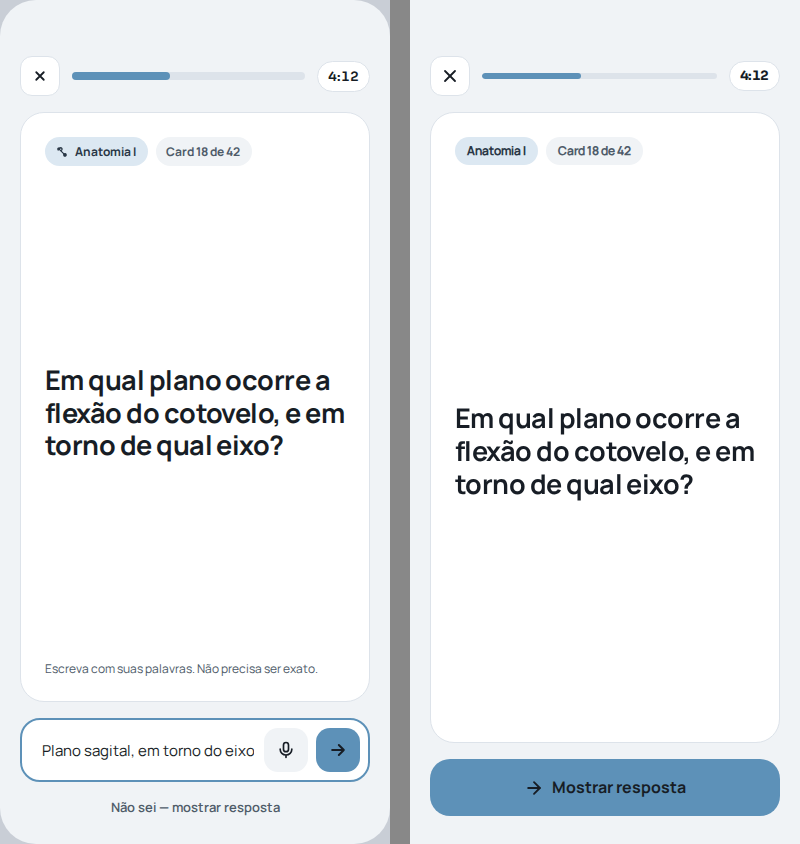 4:12
Anatomia I
Card 18 de 42
Em qual plano ocorre a
flexão do cotovelo, e em
torno de qual eixo?
Escreva com suas palavras. Não precisa ser exato.
Plano sagital, em torno do eixo
Não sei — mostrar resposta
4:12
Anatomia I
Card 18 de 42
Em qual plano ocorre a
flexão do cotovelo, e em
torno de qual eixo?
Mostrar resposta